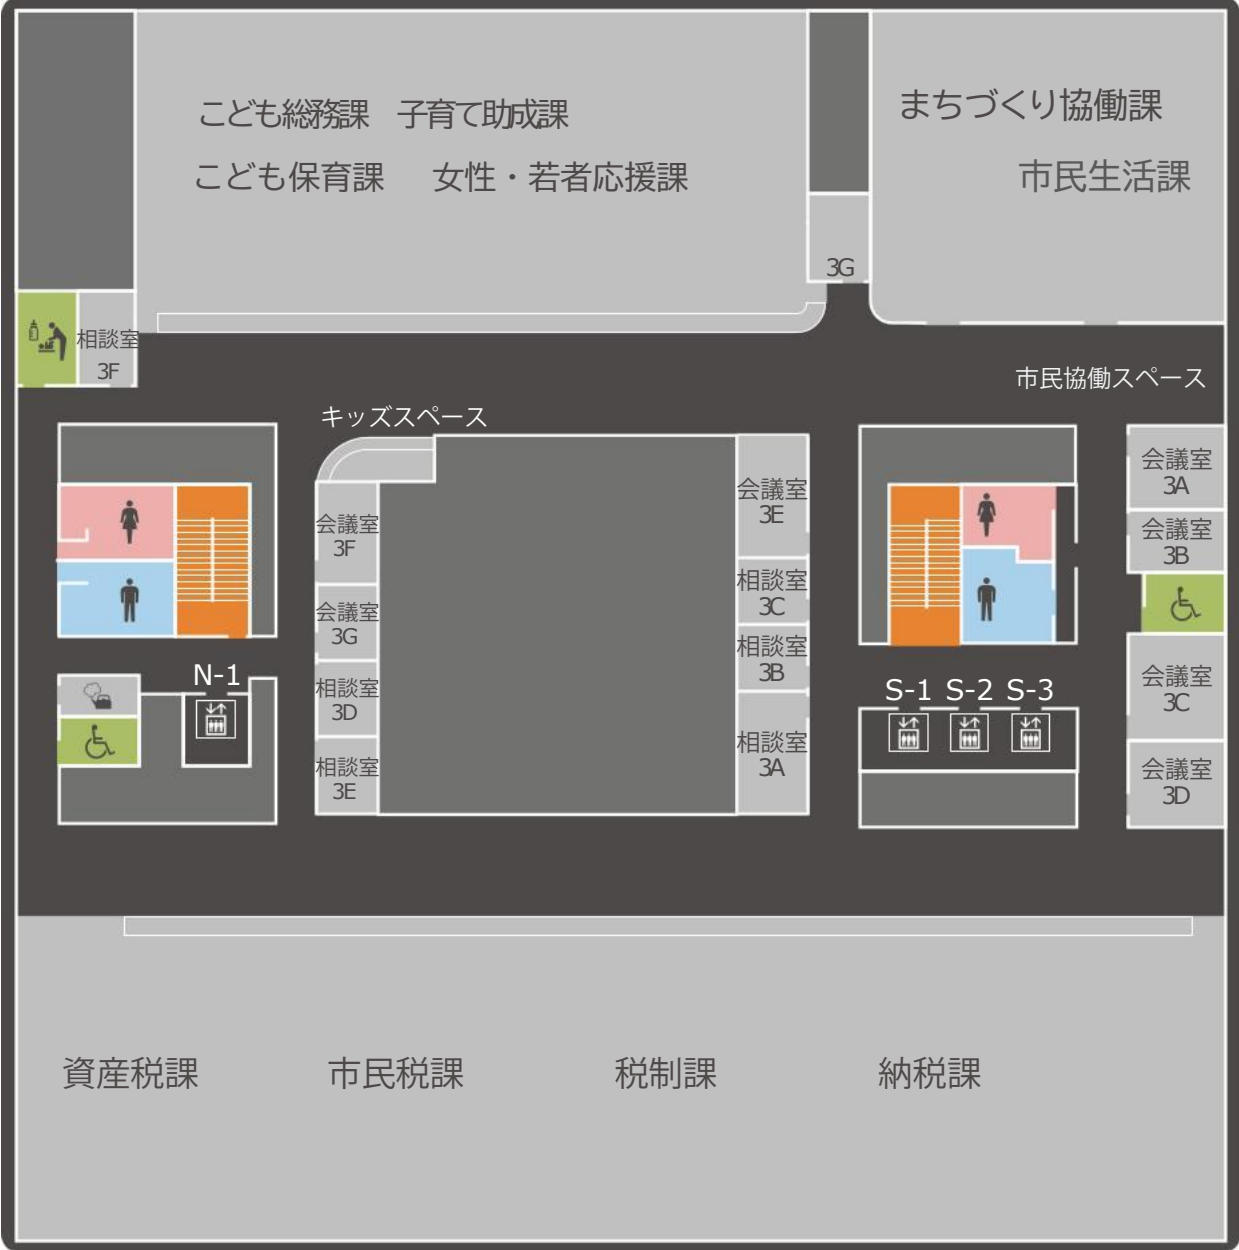 こども総務課　子育て助成課
まちづくり協働課
こども保育課　女性・若者応援課
市民生活課
3G
相談室
3F
市民協働スペース
キッズスペース
会議室
3A
会議室
3E
会議室
3F
会議室
3B
相談室
3C
会議室
3G
相談室
3B
会議室
3C
N-1
相談室
3D
S-1 S-2 S-3
相談室
3A
相談室
3E
会議室
3D
資産税課
市民税課
税制課
納税課